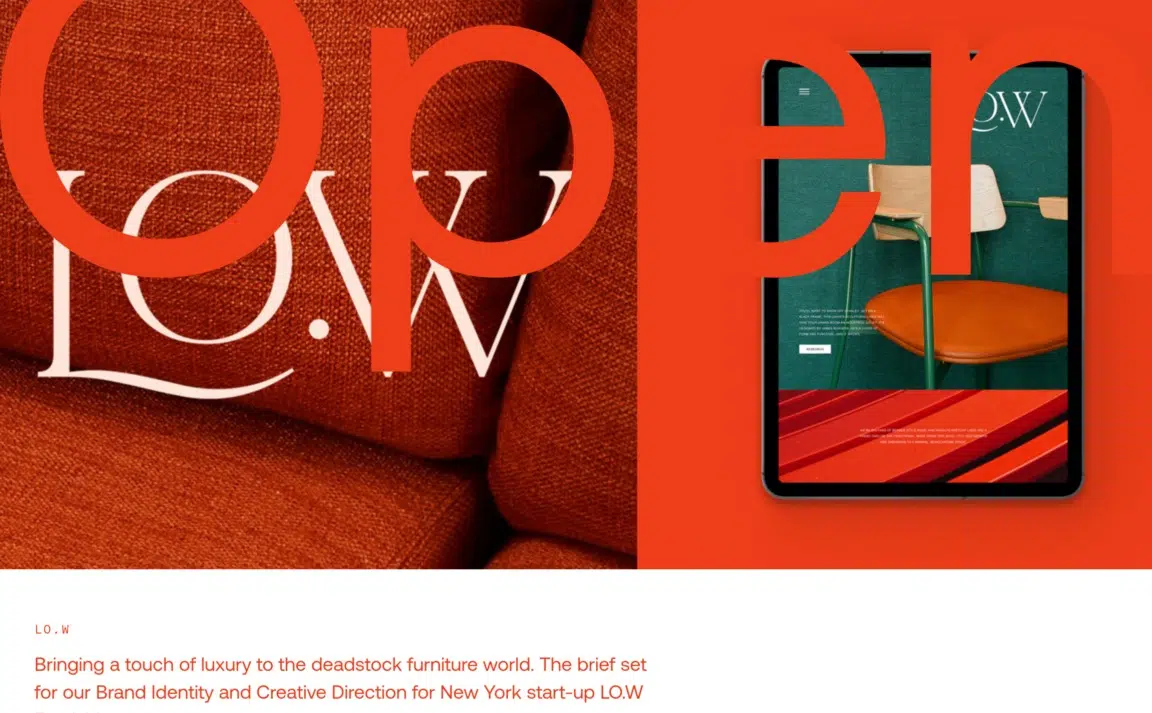 Open
LO.W
LO.W
LO.W
Bringing a touch of luxury to the deadstock furniture world. The brief set
for our Brand Identity and Creative Direction for New York start-up LO.W